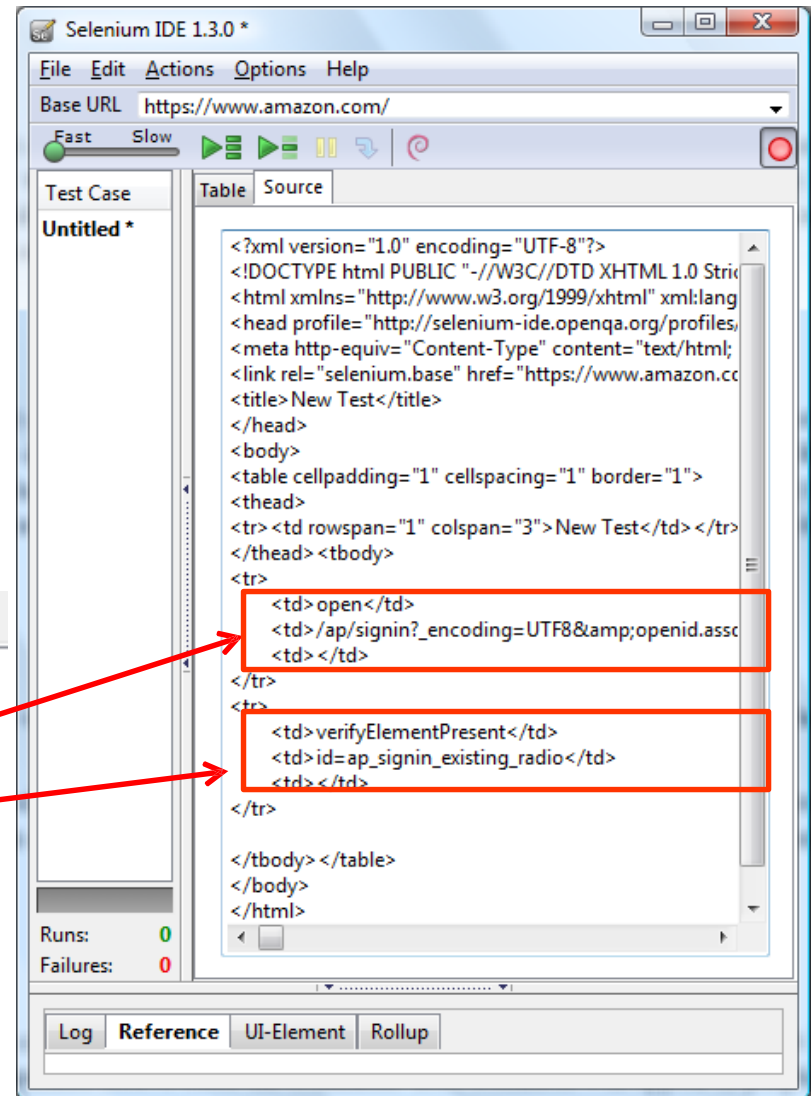 Selenium IDE 1.3.0 *
File Edit Actions Options Help
Base URL https://www.amazon.com/
Fast Slow
Test Case
Table Source
Untitled *
<?xml version="1.0" encoding="UTF-8"?>
<!DOCTYPE html PUBLIC "-//W3C//DTD XHTML 1.0 Stric
<html xmlns="http://www.w3.org/1999/xhtml" xml:lang
<head profile="http://selenium-ide.openqa.org/profiles/
<meta http-equiv="Content-Type" content="text/html;
<link rel="selenium.base" href="https://www.amazon.cc
<title>New Test</title>
</head>
<body>
<table cellpadding="1" cellspacing="1" border="1">
<thead>
<tr><td rowspan="1" colspan="3">New Test</td></tr>
</thead><tbody>
<tr>
<td>open</td>
<td>/ap/signin?_encoding=UTF8&amp;openid.assc
<td></td>
</tr>
<tr>
<td>verifyElementPresent</td>
<td>id=ap_signin_existing_radio</td>
<td></td>
</tr>
</tbody></table>
</body>
</html>
Runs: 0
Failures: 0
Log Reference UI-Element Rollup